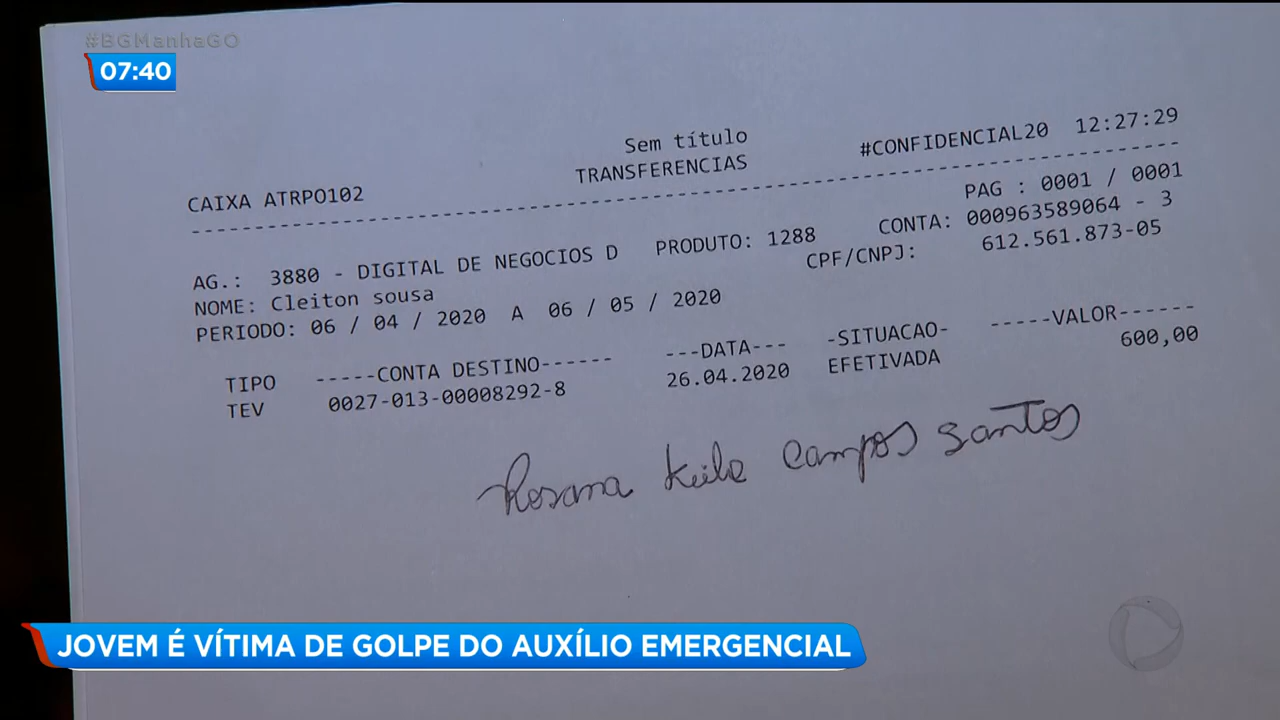 #BGManhaGO
07:40
Sem título #CONFIDENCIAL20 12:27:29
CAIXA ATRPO102 TRANSFERENCIAS
PAG : 0001 / 0001
AG.: 3880 - DIGITAL DE NEGOCIOS D PRODUTO: 1288 CONTA: 000963589064 - 3
NOME: Cleiton sousa CPF/CNPJ: 612.561.873-05
PERIODO: 06 / 04 / 2020 A 06 / 05 / 2020
TIPO -----CONTA DESTINO------ ---DATA--- -SITUACAO- -----VALOR------
TEV 0027-013-00008292-8 26.04.2020 EFETIVADA 600,00
Rosana Keila Campos Santos
JOVEM É VÍTIMA DE GOLPE DO AUXÍLIO EMERGENCIAL